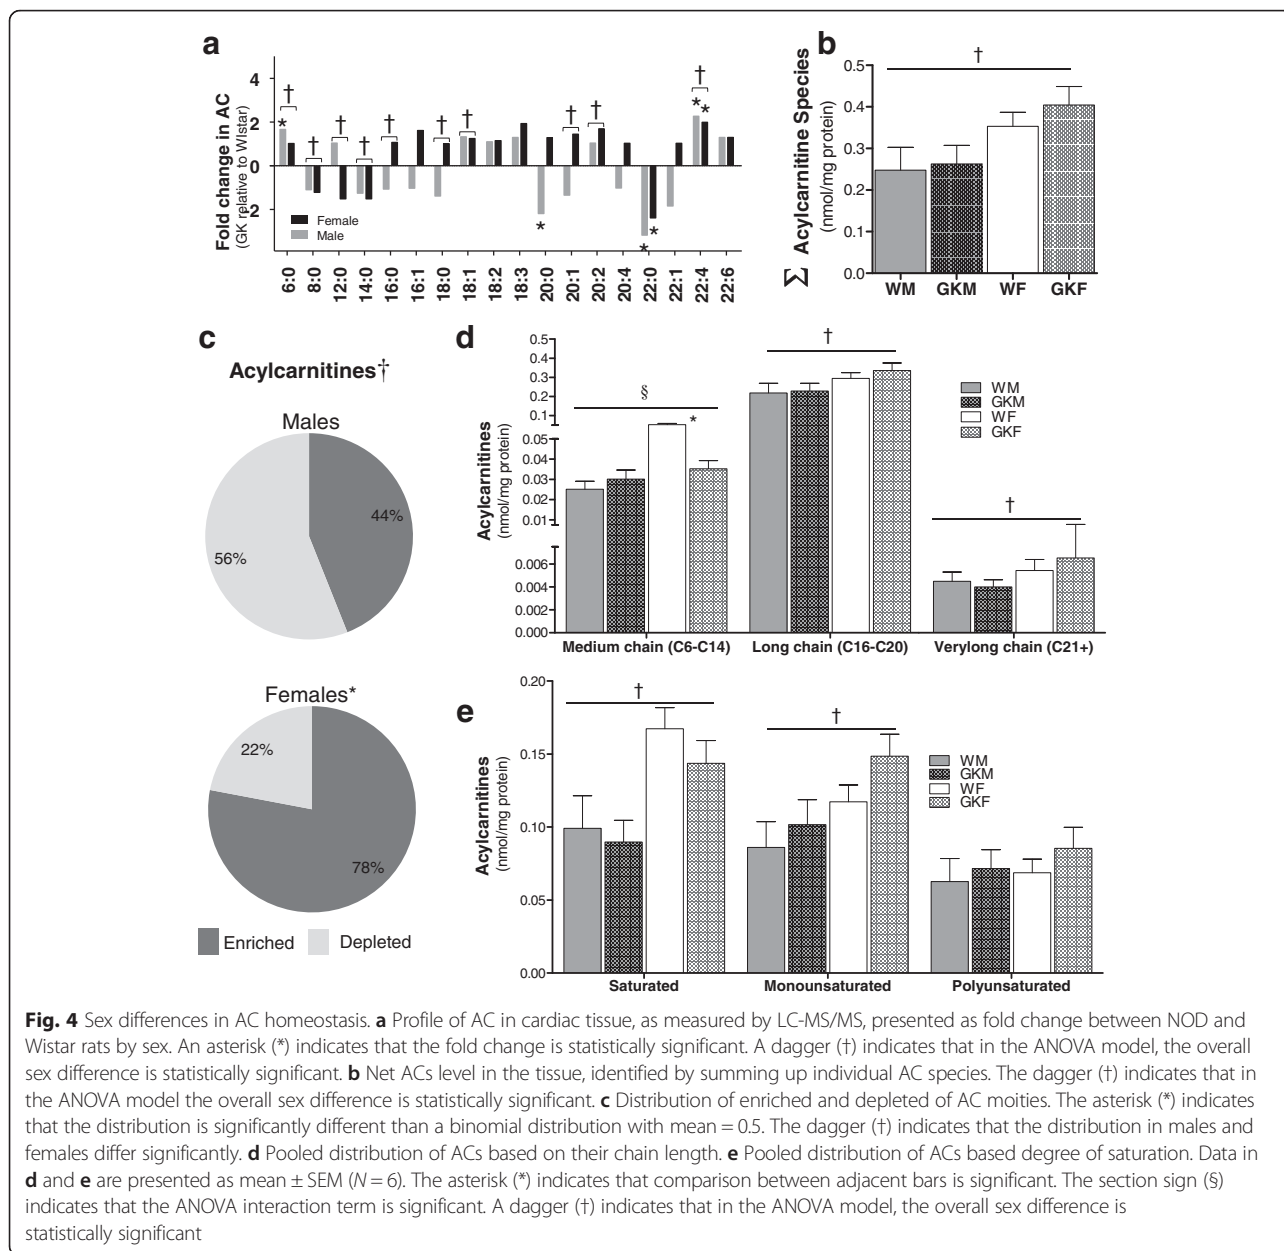 a
Fold change in AC
(GK relative to WIstar)
4
2
0
-2
†
*
†
†
†
†
†
†
†
†
†
* *
*
*
*
Female
Male
6:0
8:0
12:0
14:0
16:0
16:1
18:0
18:1
18:2
18:3
20:0
20:1
20:2
20:4
22:0
22:1
22:4
22:6
b
Σ Acylcarnitine Species
(nmol/mg protein)
†
0.5
0.4
0.3
0.2
0.1
0.0
WM GKM WF GKF
c
Acylcarnitines†
Males
44%
56%
Females*
22%
78%
Enriched Depleted
d
Acylcarnitines
(nmol/mg protein)
0.5
0.4
0.3
0.2
0.1
0.05
0.04
0.03
0.02
0.01
0.006
0.004
0.002
0.000
§
*
†
†
WM
GKM
WF
GKF
Medium chain (C6-C14) Long chain (C16-C20) Verylong chain (C21+)
e
Acylcarnitines
(nmol/mg protein)
0.20
0.15
0.10
0.05
0.00
†
†
WM
GKM
WF
GKF
Saturated Monounsaturated Polyunsaturated
Fig. 4 Sex differences in AC homeostasis. a Profile of AC in cardiac tissue, as measured by LC-MS/MS, presented as fold change between NOD and
Wistar rats by sex. An asterisk (*) indicates that the fold change is statistically significant. A dagger (†) indicates that in the ANOVA model, the overall
sex difference is statistically significant. b Net ACs level in the tissue, identified by summing up individual AC species. The dagger (†) indicates that in
the ANOVA model the overall sex difference is statistically significant. c Distribution of enriched and depleted of AC moities. The asterisk (*) indicates
that the distribution is significantly different than a binomial distribution with mean = 0.5. The dagger (†) indicates that the distribution in males and
females differ significantly. d Pooled distribution of ACs based on their chain length. e Pooled distribution of ACs based degree of saturation. Data in
d and e are presented as mean ± SEM (N = 6). The asterisk (*) indicates that comparison between adjacent bars is significant. The section sign (§)
indicates that the ANOVA interaction term is significant. A dagger (†) indicates that in the ANOVA model, the overall sex difference is
statistically significant